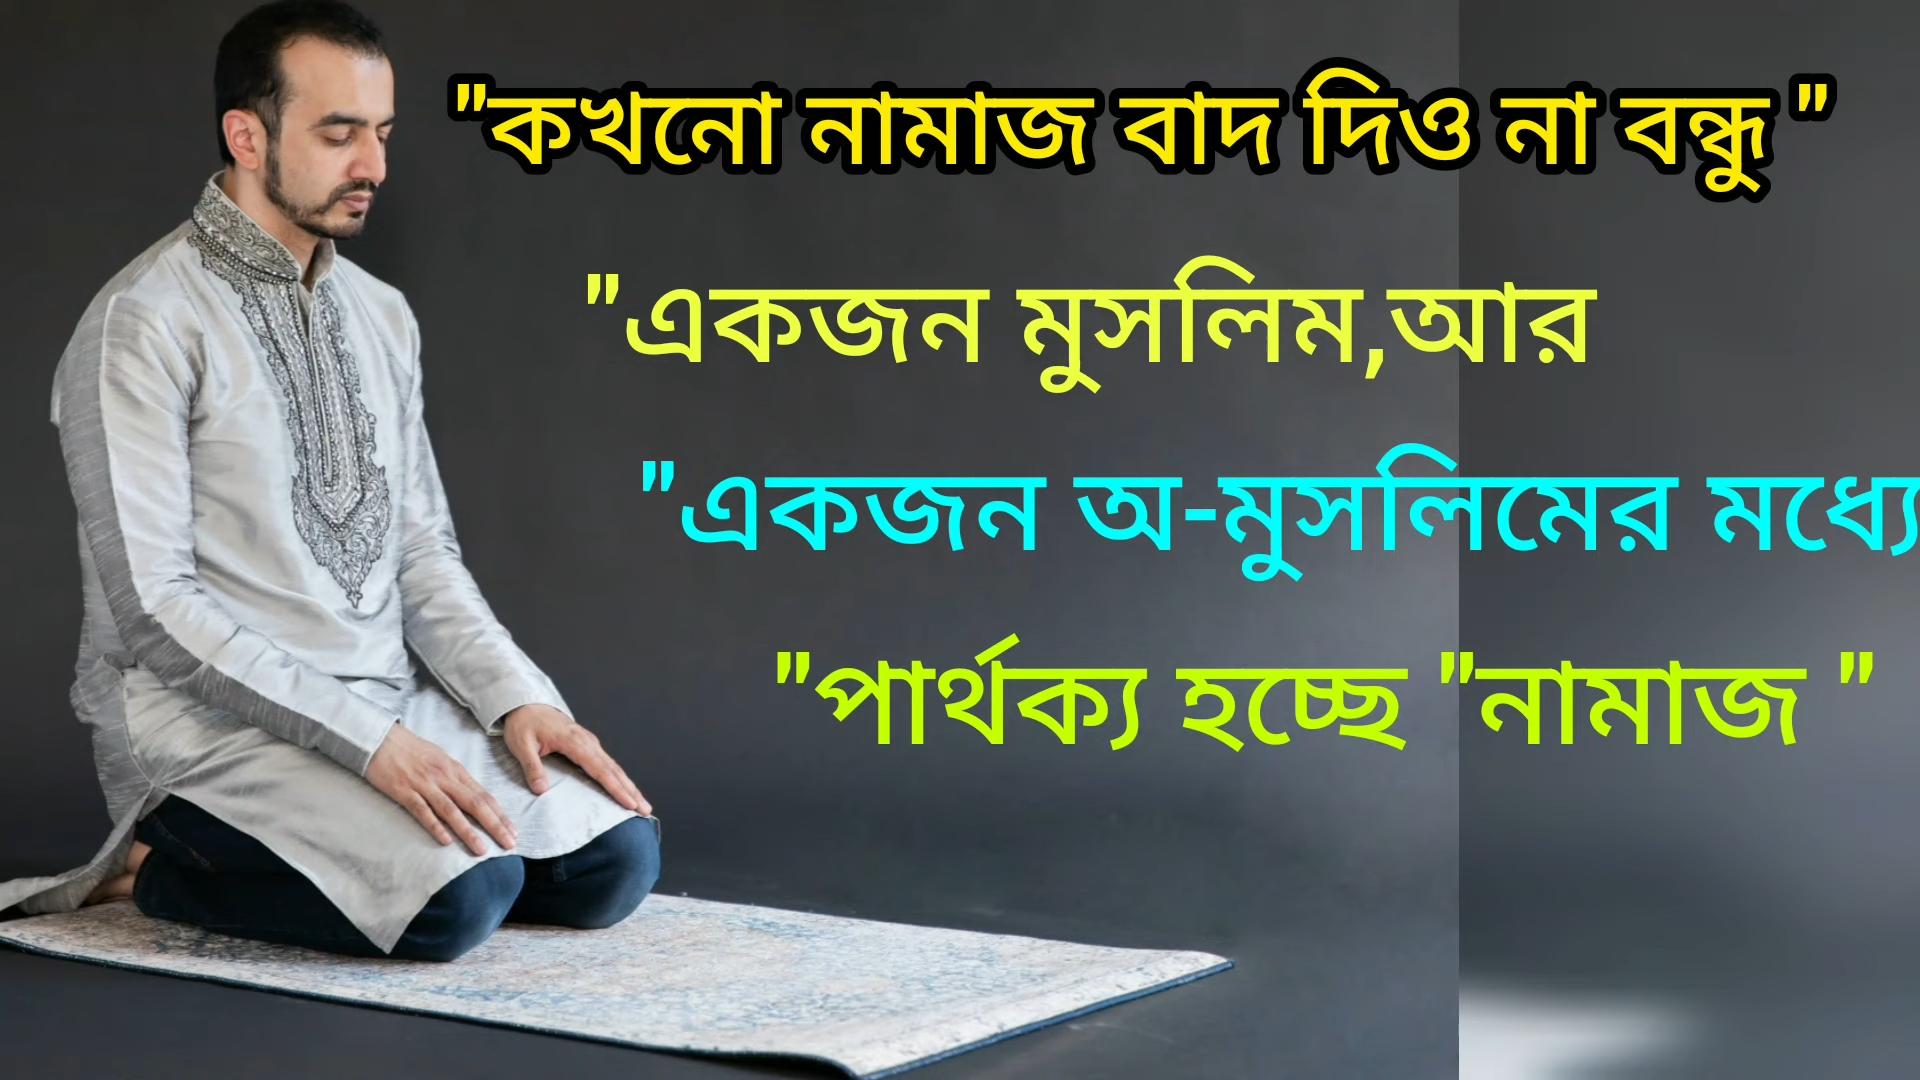 "কখনো নামাজ বাদ দিও না বন্ধু "
"একজন মুসলিম,আর
"একজন অ-মুসলিমের মধ্যে
"পার্থক্য হচ্ছে "নামাজ "